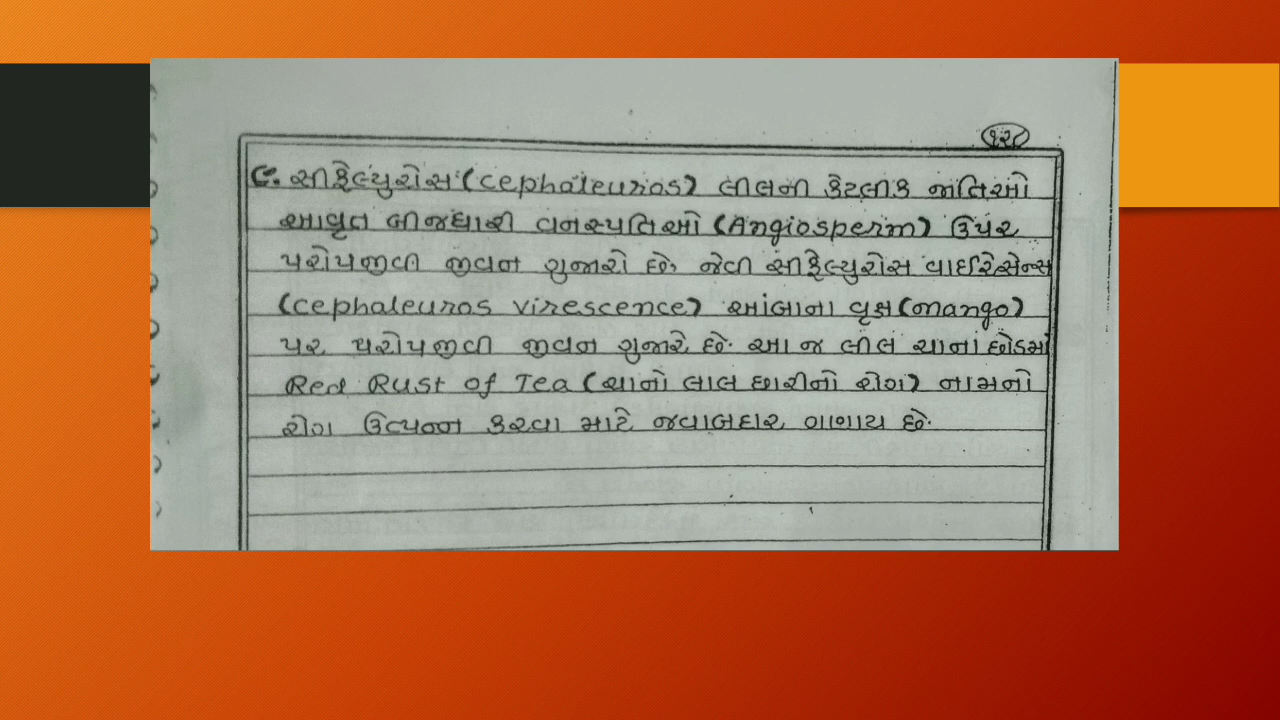 ૧૨૮
૯. સીફેલ્યુરોસ (Cephaleuros) લીલની કેટલીક જાતિઓ
આવૃત બીજધારી વનસ્પતિઓ (Angiosperm) ઉપર
પરોપજીવી જીવન ગુજારો છે, જેવી સીફેલ્યુરોસ વાઈરેસેન્સ
(cephaleuros virescence) આંબાના વૃક્ષ (mango)
પર પરોપજીવી જીવન ગુજારે છે. આ જ લીલ ચાનાં છોડમાં
Red Rust of Tea (ચાનો લાલ છારીનો રોગ) નામનો
રોગ ઉત્પન્ન કરવા માટે જવાબદાર ગણાય છે.